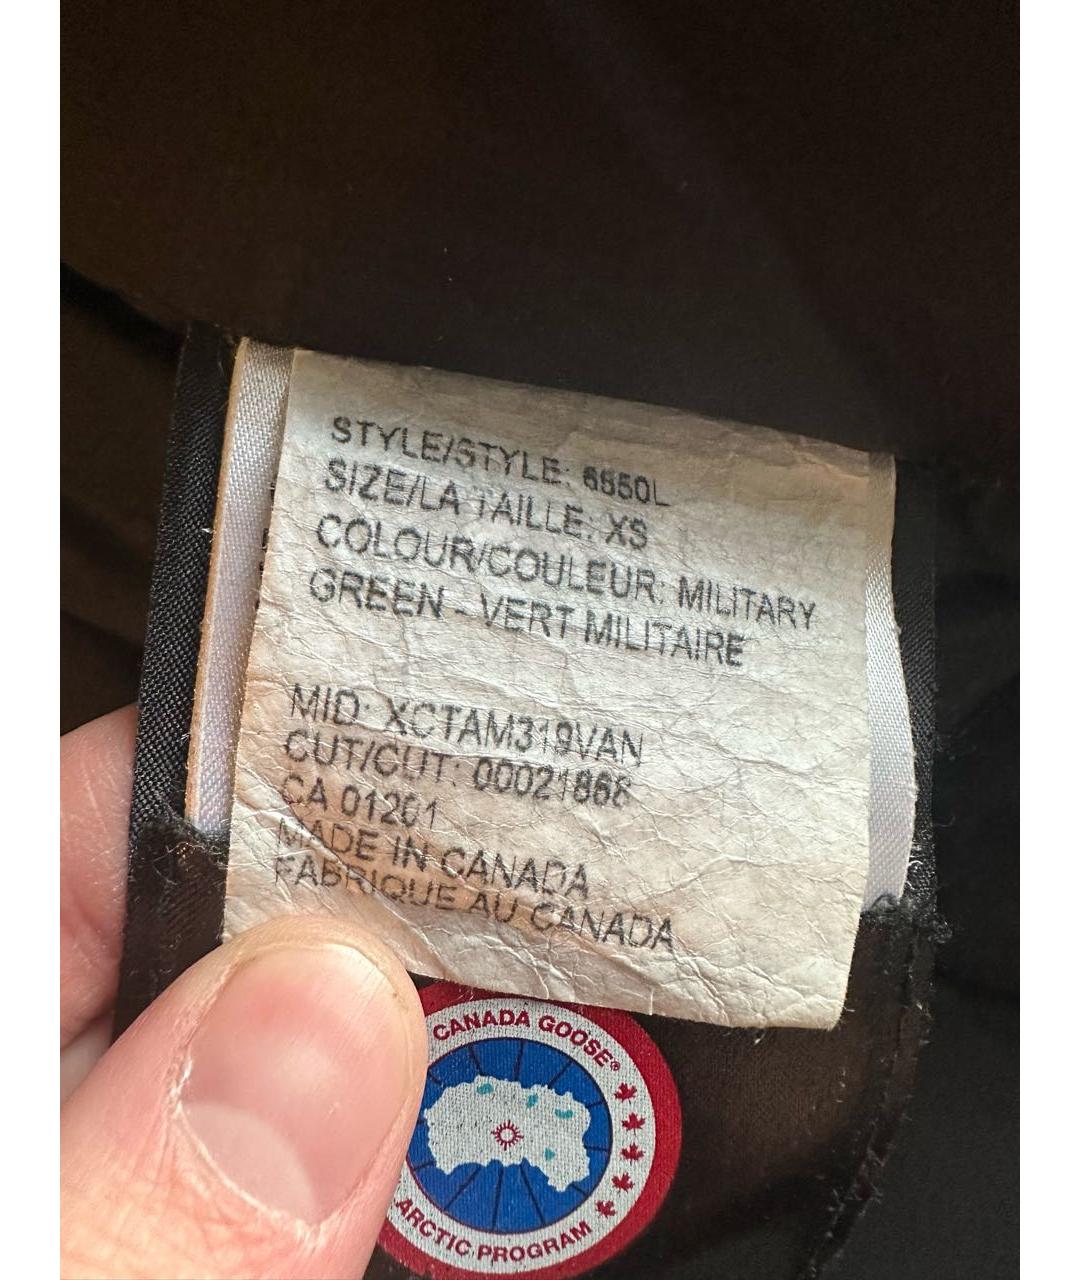 STYLE/STYLE: 6650L
SIZE/LA TAILLE: XS
COLOUR/COULEUR: MILITARY
GREEN - VERT MILITAIRE
MID: XCTAM319VAN
CUT/CUT: 00021868
CA 01201
MADE IN CANADA
FABRIQUE AU CANADA
CANADA GOOSE®
ARCTIC PROGRAM